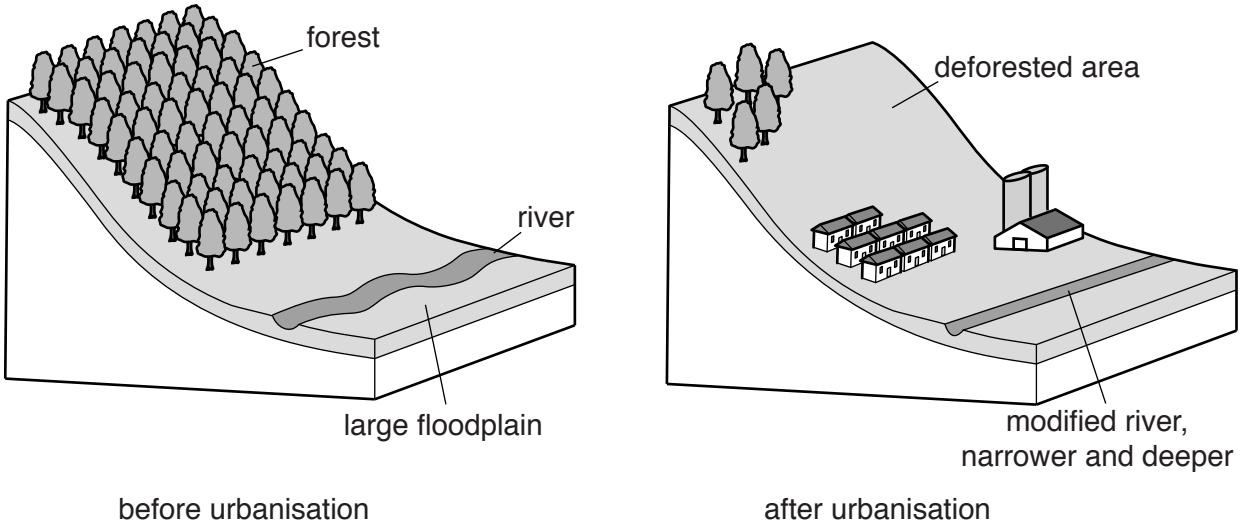 forest
river
large floodplain
before urbanisation
deforested area
modified river,
narrower and deeper
after urbanisation